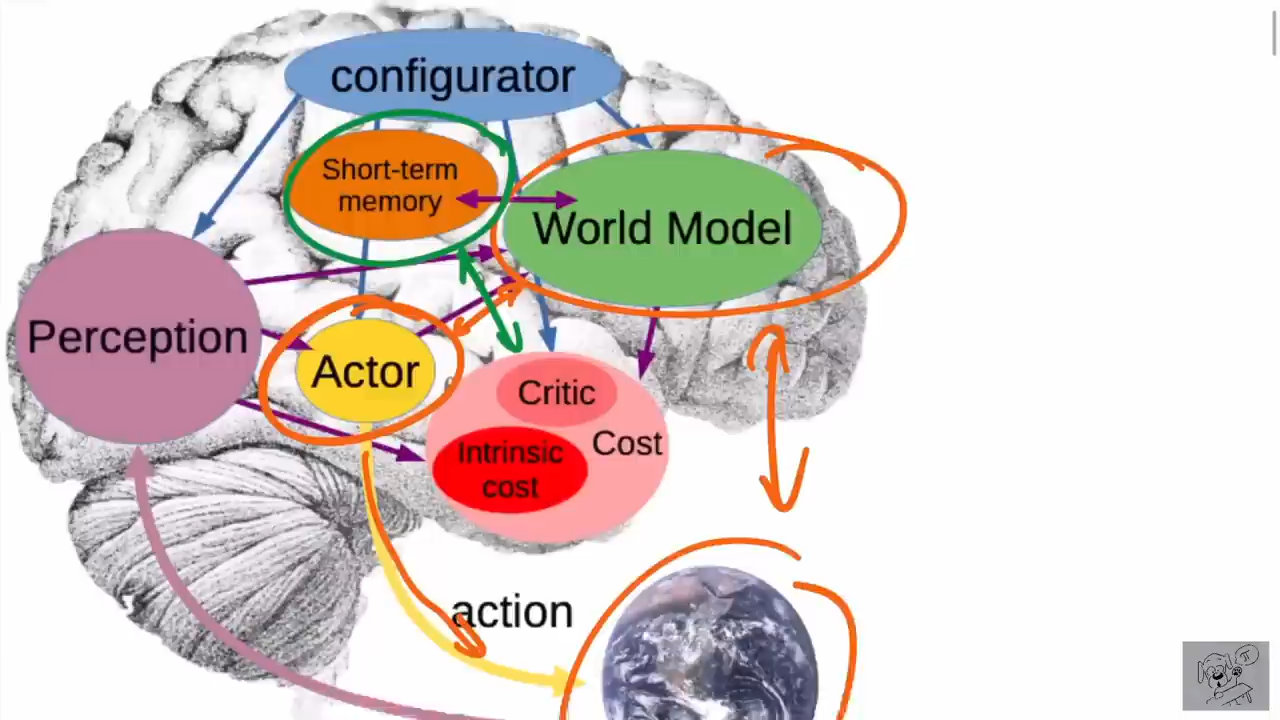 configurator
Short-term
memory
World Model
Perception
Actor
Critic
Cost
Intrinsic
cost
action